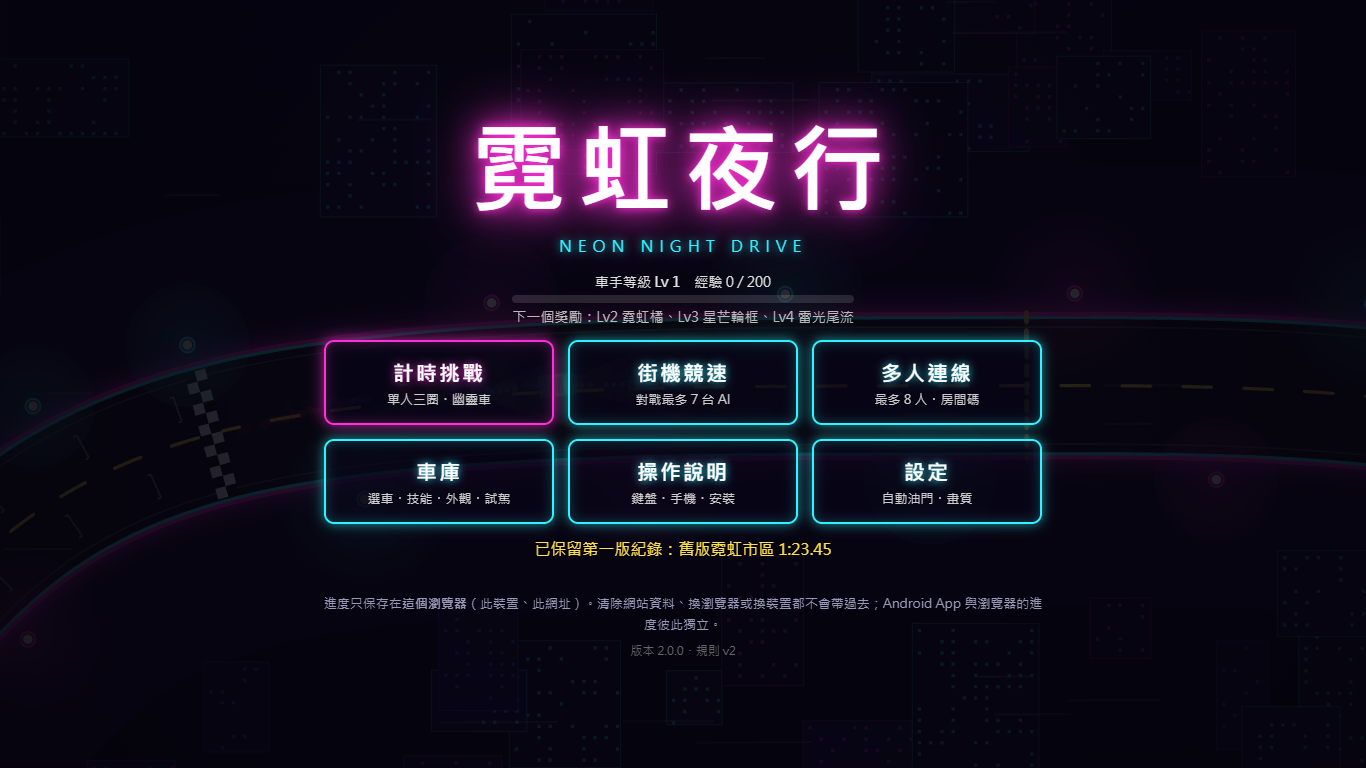 霓虹夜行
NEON NIGHT DRIVE
車手等級 Lv 1 經驗 0 / 200
下一個獎勵：Lv2 霓虹橘、Lv3 星芒輪框、Lv4 雷光尾流
計時挑戰
單人三圈・幽靈車
街機競速
對戰最多 7 台 AI
多人連線
最多 8 人・房間碼
車庫
選車・技能・外觀・試駕
操作說明
鍵盤・手機・安裝
設定
自動油門・畫質
已保留第一版紀錄：舊版霓虹市區 1:23.45
進度只保存在這個瀏覽器（此裝置、此網址）。清除網站資料、換瀏覽器或換裝置都不會帶過去；Android App 與瀏覽器的進
度彼此獨立。
版本 2.0.0 · 規則 v2